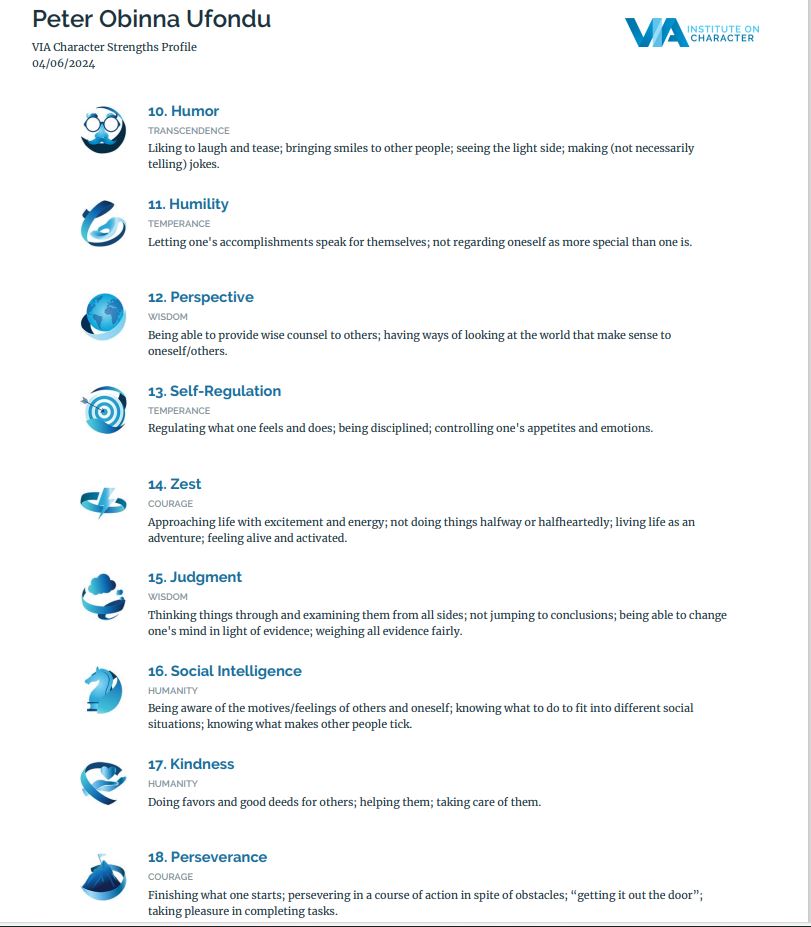 Peter Obinna Ufondu
VIA Character Strengths Profile
04/06/2024
VIA INSTITUTE ON
CHARACTER
10. Humor
TRANSCENDENCE
Liking to laugh and tease; bringing smiles to other people; seeing the light side; making (not necessarily
telling) jokes.
11. Humility
TEMPERANCE
Letting one's accomplishments speak for themselves; not regarding oneself as more special than one is.
12. Perspective
WISDOM
Being able to provide wise counsel to others; having ways of looking at the world that make sense to
oneself/others.
13. Self-Regulation
TEMPERANCE
Regulating what one feels and does; being disciplined; controlling one's appetites and emotions.
14. Zest
COURAGE
Approaching life with excitement and energy; not doing things halfway or halfheartedly; living life as an
adventure; feeling alive and activated.
15. Judgment
WISDOM
Thinking things through and examining them from all sides; not jumping to conclusions; being able to change
one's mind in light of evidence; weighing all evidence fairly.
16. Social Intelligence
HUMANITY
Being aware of the motives/feelings of others and oneself; knowing what to do to fit into different social
situations; knowing what makes other people tick.
17. Kindness
HUMANITY
Doing favors and good deeds for others; helping them; taking care of them.
18. Perseverance
COURAGE
Finishing what one starts; persevering in a course of action in spite of obstacles; “getting it out the door”;
taking pleasure in completing tasks.